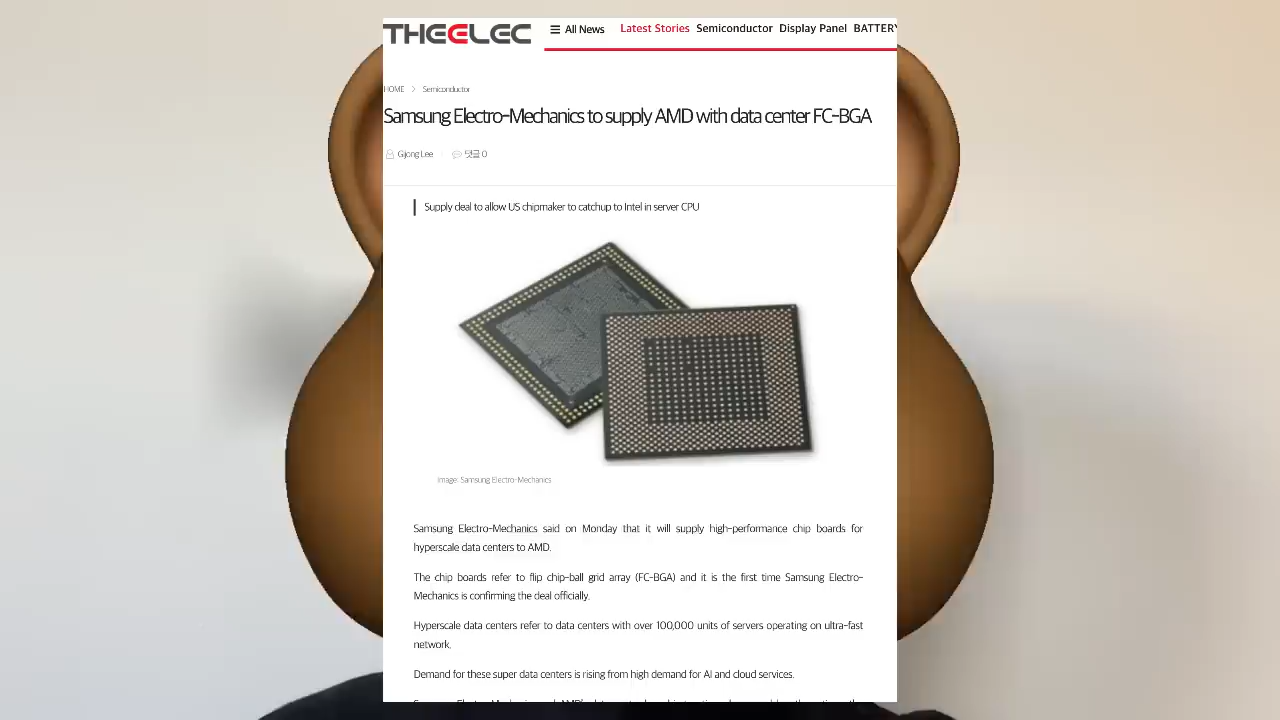 THEELEC
All News Latest Stories Semiconductor Display Panel BATTERY
HOME > Semiconductor
Samsung Electro-Mechanics to supply AMD with data center FC-BGA
Gijong Lee 댓글 0
Supply deal to allow US chipmaker to catchup to Intel in server CPU
Image: Samsung Electro-Mechanics
Samsung Electro-Mechanics said on Monday that it will supply high-performance chip boards for
hyperscale data centers to AMD.
The chip boards refer to flip chip-ball grid array (FC-BGA) and it is the first time Samsung Electro-
Mechanics is confirming the deal officially.
Hyperscale data centers refer to data centers with over 100,000 units of servers operating on ultra-fast
network.
Demand for these super data centers is rising from high demand for AI and cloud services.